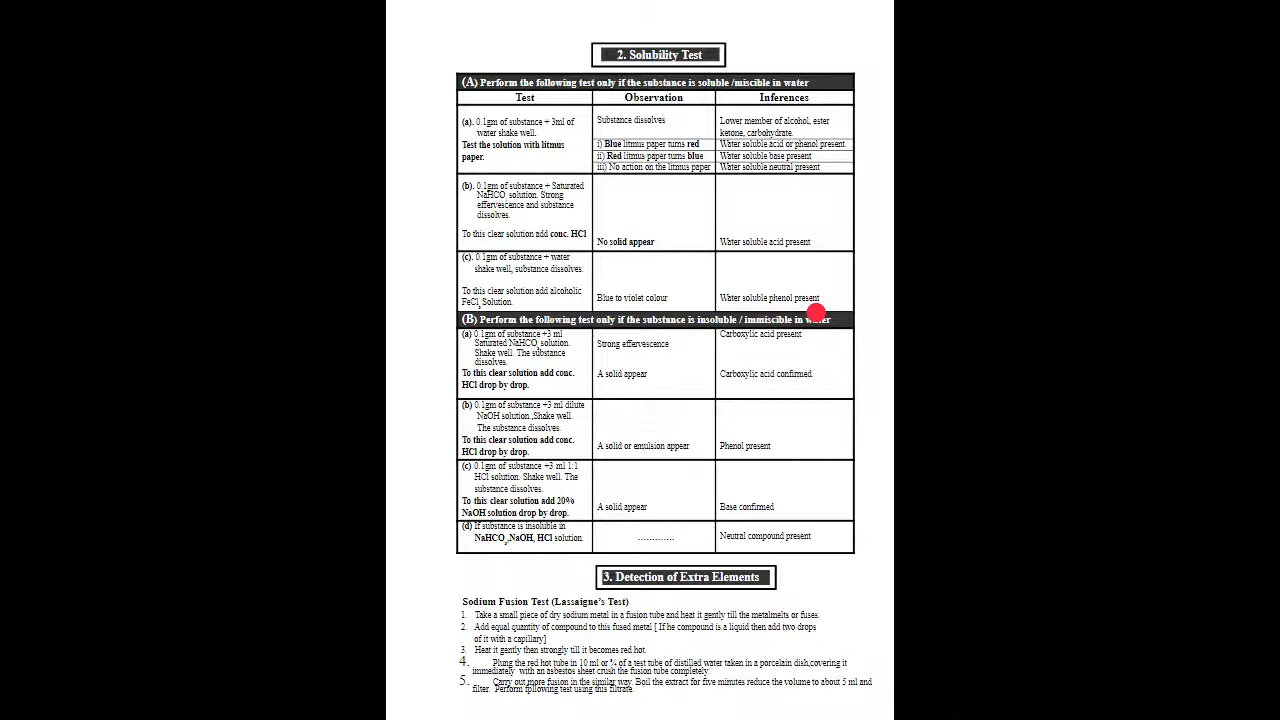 2. Solubility Test
(A) Perform the following test only if the substance is soluble /miscible in water
Test Observation Inferences
(a). 0.1gm of substance + 3ml of
water shake well.
Test the solution with litmus
paper.
Substance dissolves
Lower member of alcohol, ester
ketone, carbohydrate.
i) Blue litmus paper turns red
Water soluble acid or phenol present.
ii) Red litmus paper turns blue
Water soluble base present
iii) No action on the litmus paper
Water soluble neutral present
(b). 0.1gm of substance + Saturated
NaHCO solution. Strong
effervescence and substance
dissolves.
To this clear solution add conc. HCl
No solid appear
Water soluble acid present
(c). 0.1gm of substance + water
shake well, substance dissolves.
To this clear solution add alcoholic
FeCl3 Solution.
Blue to violet colour
Water soluble phenol present
(B) Perform the following test only if the substance is insoluble / immiscible in water
(a) 0.1gm of substance +3 ml
Saturated NaHCO3 solution.
Shake well. The substance
dissolves.
To this clear solution add conc.
HCl drop by drop.
Strong effervescence
A solid appear
Carboxylic acid present
Carboxylic acid confirmed.
(b) 0.1gm of substance +3 ml dilute
NaOH solution ,Shake well.
The substance dissolves.
To this clear solution add conc.
HCl drop by drop.
A solid or emulsion appear
Phenol present
(c) 0.1gm of substance +3 ml 1:1
HCl solution. Shake well. The
substance dissolves.
To this clear solution add 20%
NaOH solution drop by drop.
A solid appear
Base confirmed
(d) If substance is insoluble in
NaHCO3,NaOH, HCl solution.
.............
Neutral compound present
3. Detection of Extra Elements
Sodium Fusion Test (Lassaigne's Test)
1. Take a small piece of dry sodium metal in a fusion tube and heat it gently till the metalmelts or fuses.
2. Add equal quantity of compound to this fused metal [ If he compound is a liquid then add two drops
of it with a capillary]
3. Heat it gently then strongly till it becomes red hot.
4. Plung the red hot tube in 10 ml or ¾ of a test tube of distilled water taken in a porcelain dish,covering it
immediately with an asbestos sheet crush the fusion tube completely.
5. Carry out more fusion in the similar way. Boil the extract for five minutes reduce the volume to about 5 ml and
filter. Perform fpllowing test using this filtrate.